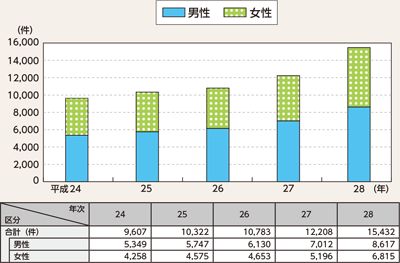 男性 女性
(件)
16,000
14,000
12,000
10,000
8,000
6,000
4,000
2,000
0
平成24 25 26 27 28 (年)
年次
区分
24 25 26 27 28
合計（件） 9,607 10,322 10,783 12,208 15,432
男性 5,349 5,747 6,130 7,012 8,617
女性 4,258 4,575 4,653 5,196 6,815